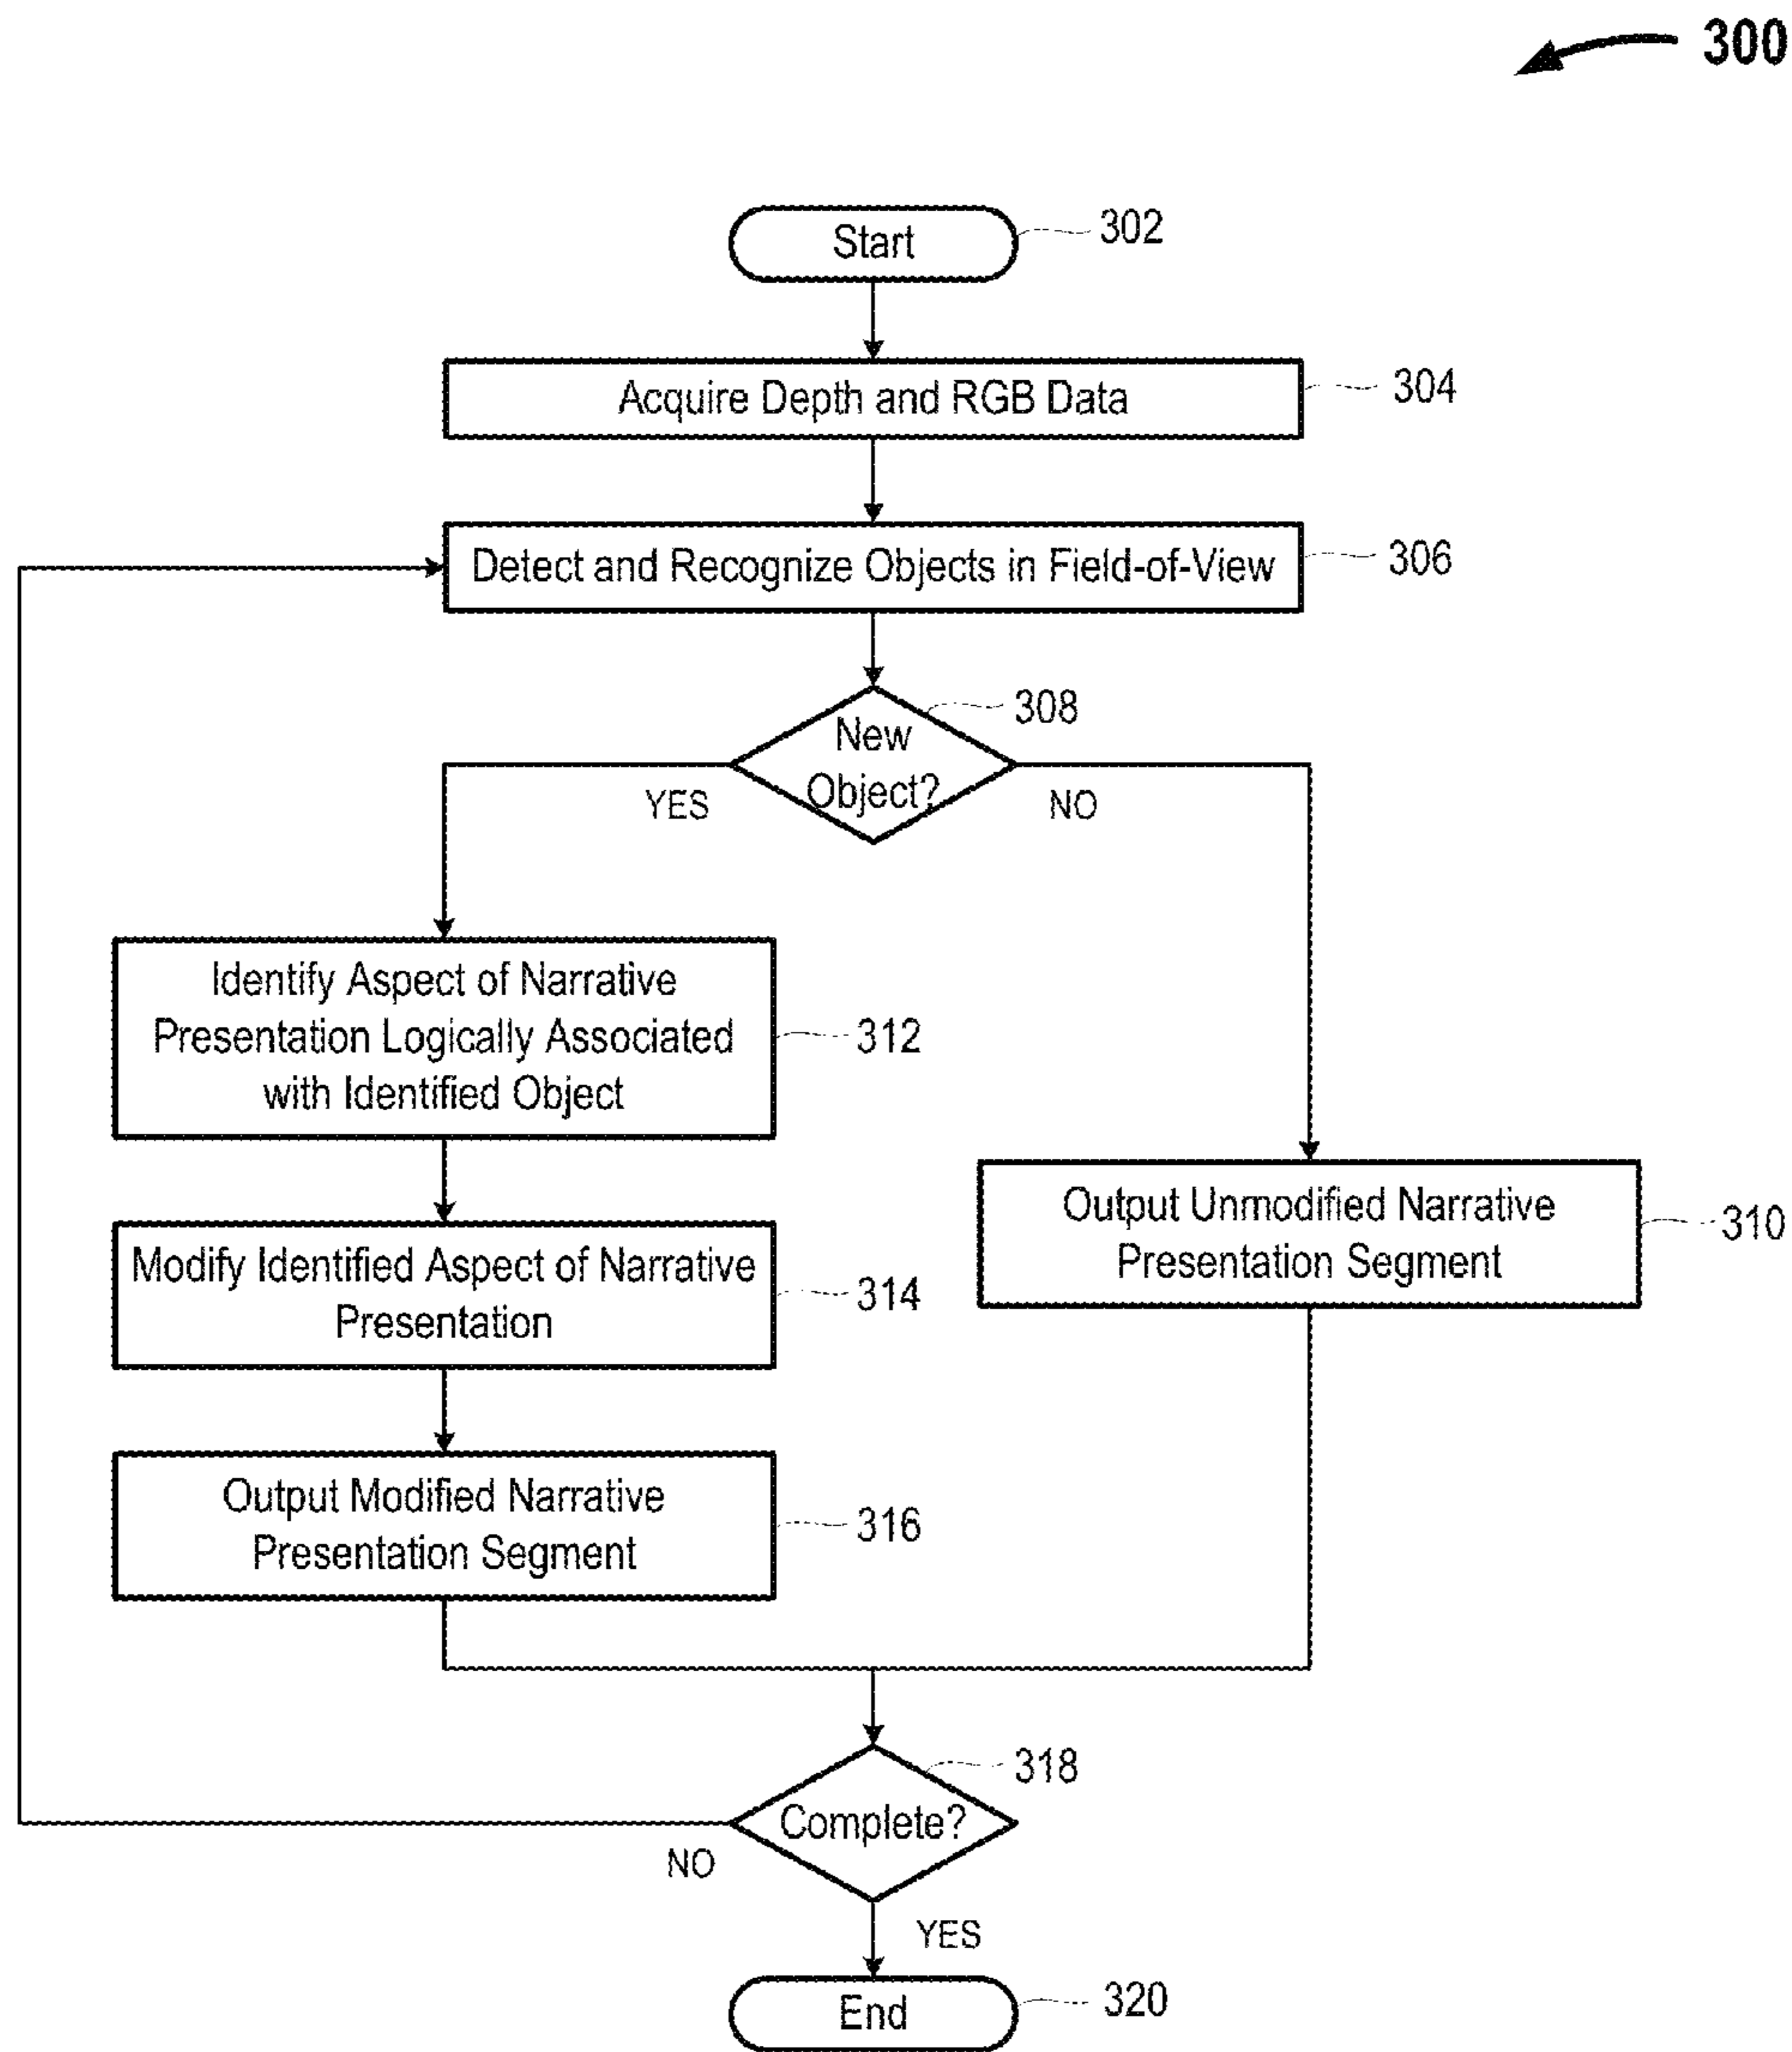 300
Start
302
Acquire Depth and RGB Data
304
Detect and Recognize Objects in Field-of-View
306
New
Object?
308
YES
NO
Identify Aspect of Narrative
Presentation Logically Associated
with Identified Object
312
Output Unmodified Narrative
Presentation Segment
310
Modify Identified Aspect of Narrative
Presentation
314
Output Modified Narrative
Presentation Segment
316
Complete?
318
NO
YES
End
320